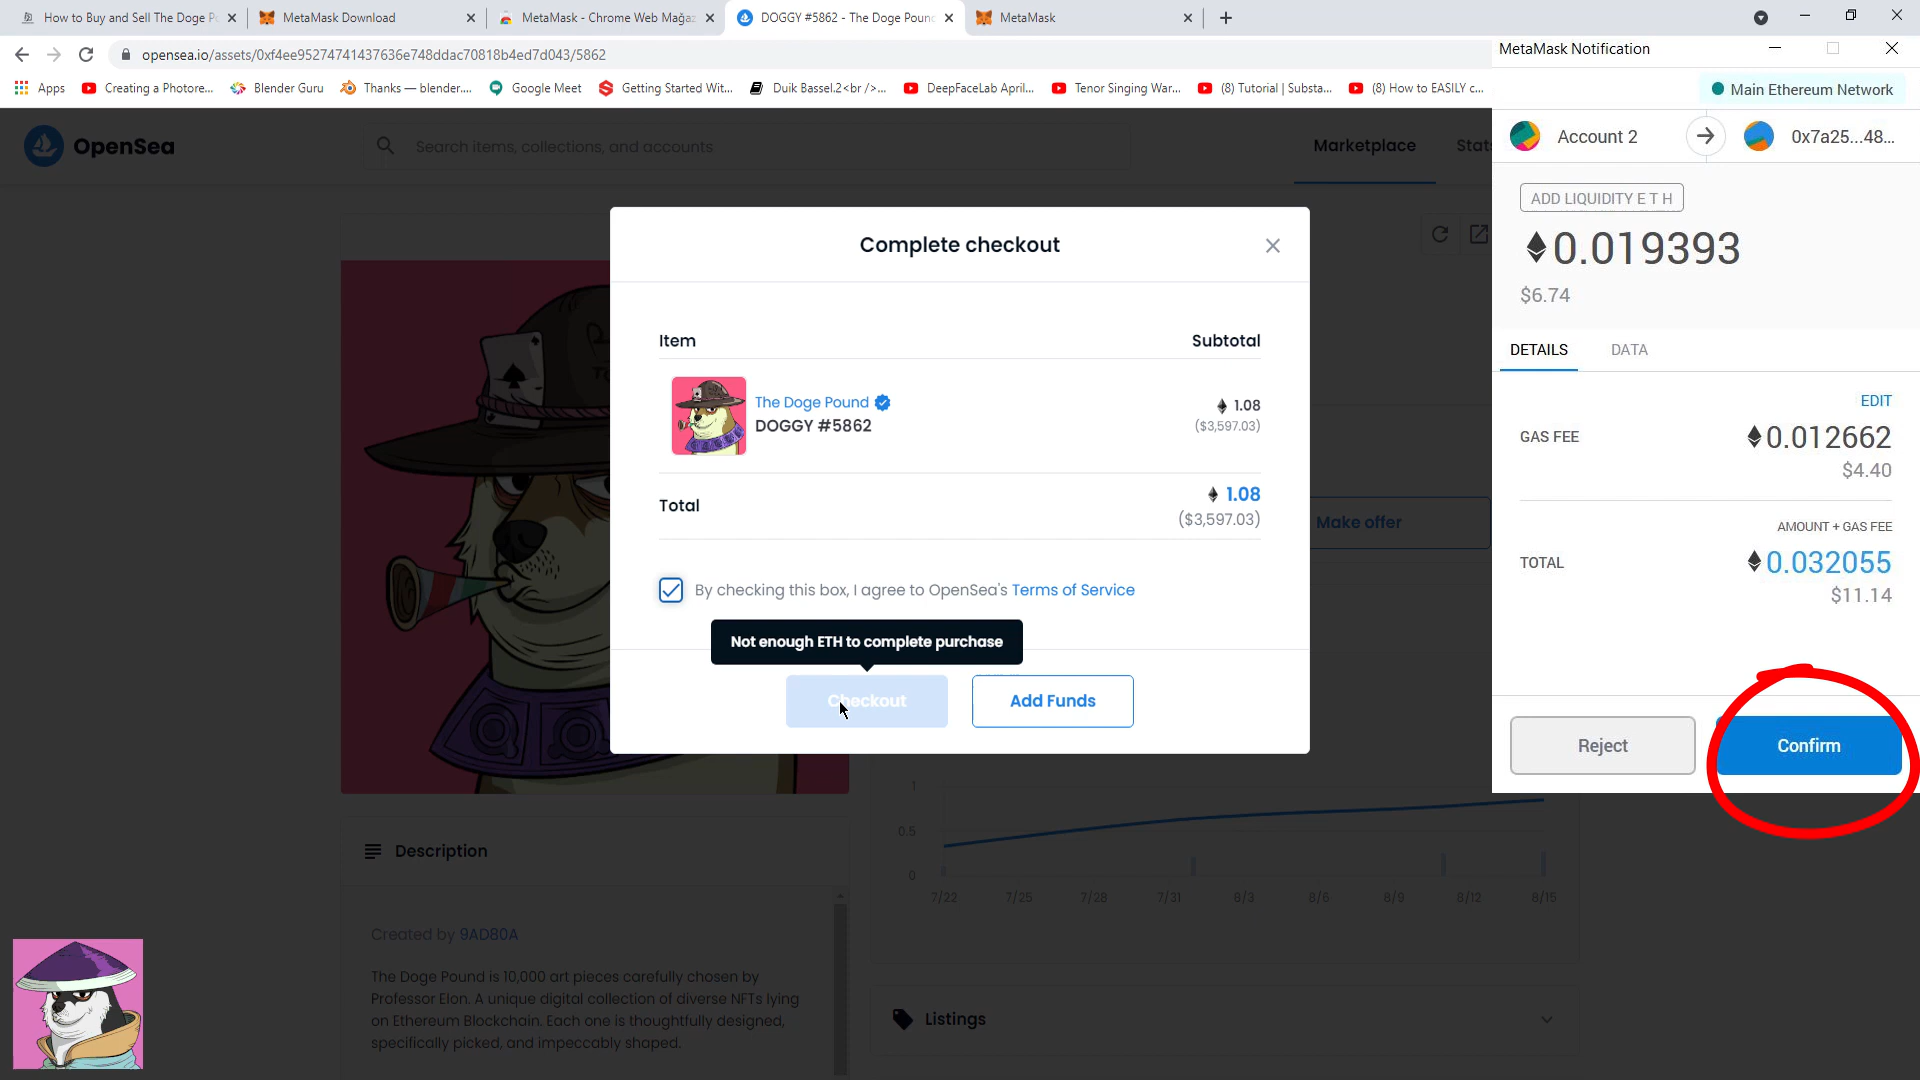 How to Buy and Sell The Doge P
MetaMask Download
MetaMask - Chrome Web Mağaz
DOGGY #5862 - The Doge Pound
MetaMask
opensea.io/assets/0xf4ee95274741437636e748ddac70818b4ed7d043/5862
Apps
Creating a Photore...
Blender Guru
Thanks — blender....
Google Meet
Getting Started Wit...
Duik Bassel.2<br />...
DeepFaceLab April...
Tenor Singing War...
(8) Tutorial | Substa...
(8) How to EASILY c...
OpenSea
Search items, collections, and accounts
Marketplace
Stats
Complete checkout
Item
Subtotal
The Doge Pound
DOGGY #5862
1.08
($3,597.03)
Total
1.08
($3,597.03)
By checking this box, I agree to OpenSea's Terms of Service
Not enough ETH to complete purchase
Checkout
Add Funds
Make offer
1
0.5
0
7/22
7/25
7/28
7/31
8/3
8/6
8/9
8/12
8/15
Description
Created by 9AD80A
The Doge Pound is 10,000 art pieces carefully chosen by
Professor Elon. A unique digital collection of diverse NFTs lying
on Ethereum Blockchain. Each one is thoughtfully designed,
specifically picked, and impeccably shaped.
Listings
MetaMask Notification
Main Ethereum Network
Account 2
0x7a25...48...
ADD LIQUIDITY E T H
0.019393
$6.74
DETAILS
DATA
EDIT
GAS FEE
0.012662
$4.40
AMOUNT + GAS FEE
TOTAL
0.032055
$11.14
Reject
Confirm